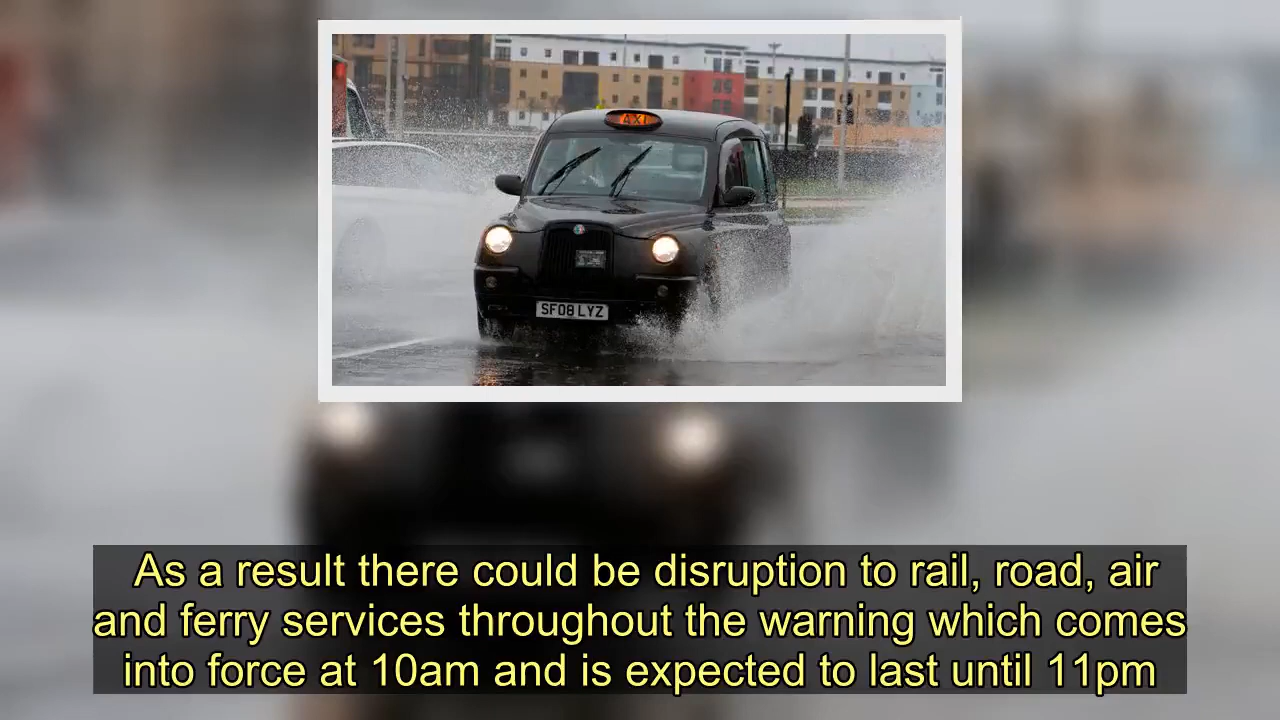 TAXI
SF08 LYZ
As a result there could be disruption to rail, road, air
and ferry services throughout the warning which comes
into force at 10am and is expected to last until 11pm